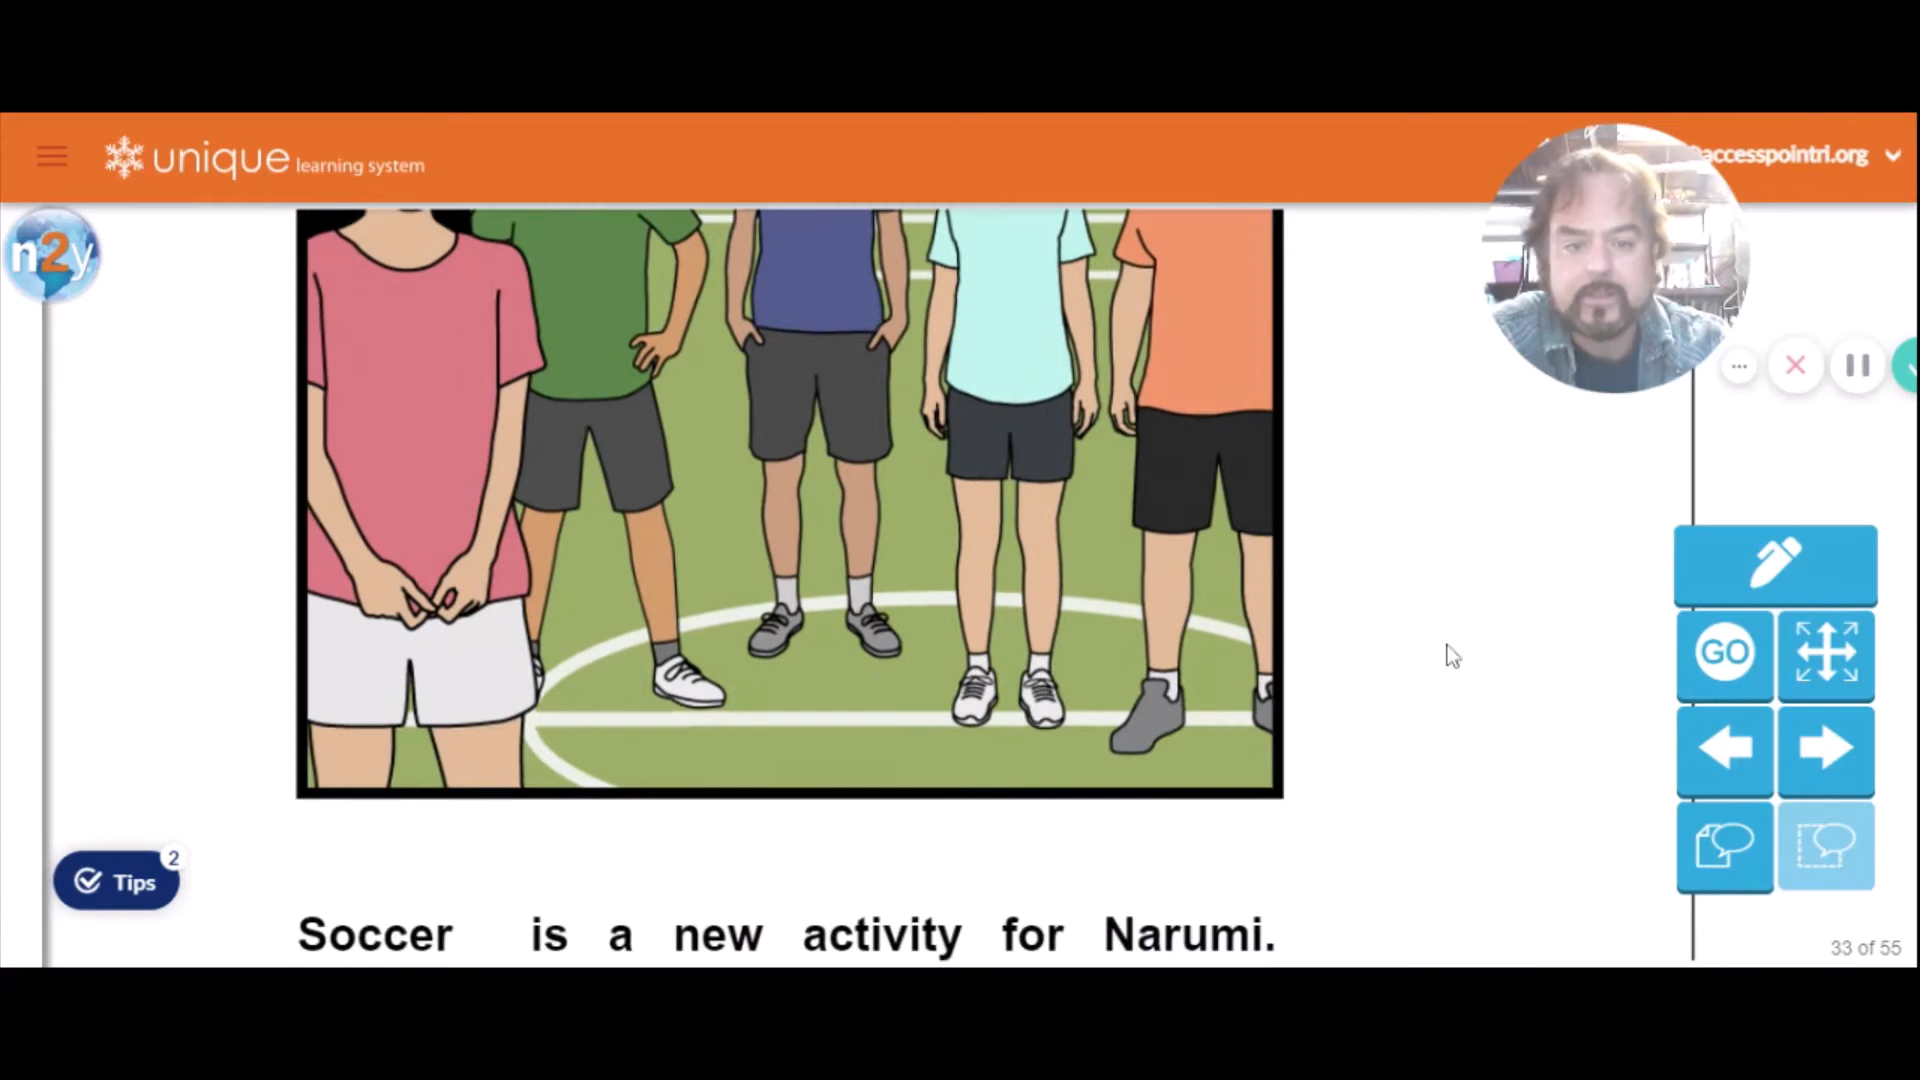 unique learning system
accesspointri.org
n2y
GO
2
Tips
Soccer is a new activity for Narumi.
33 of 55